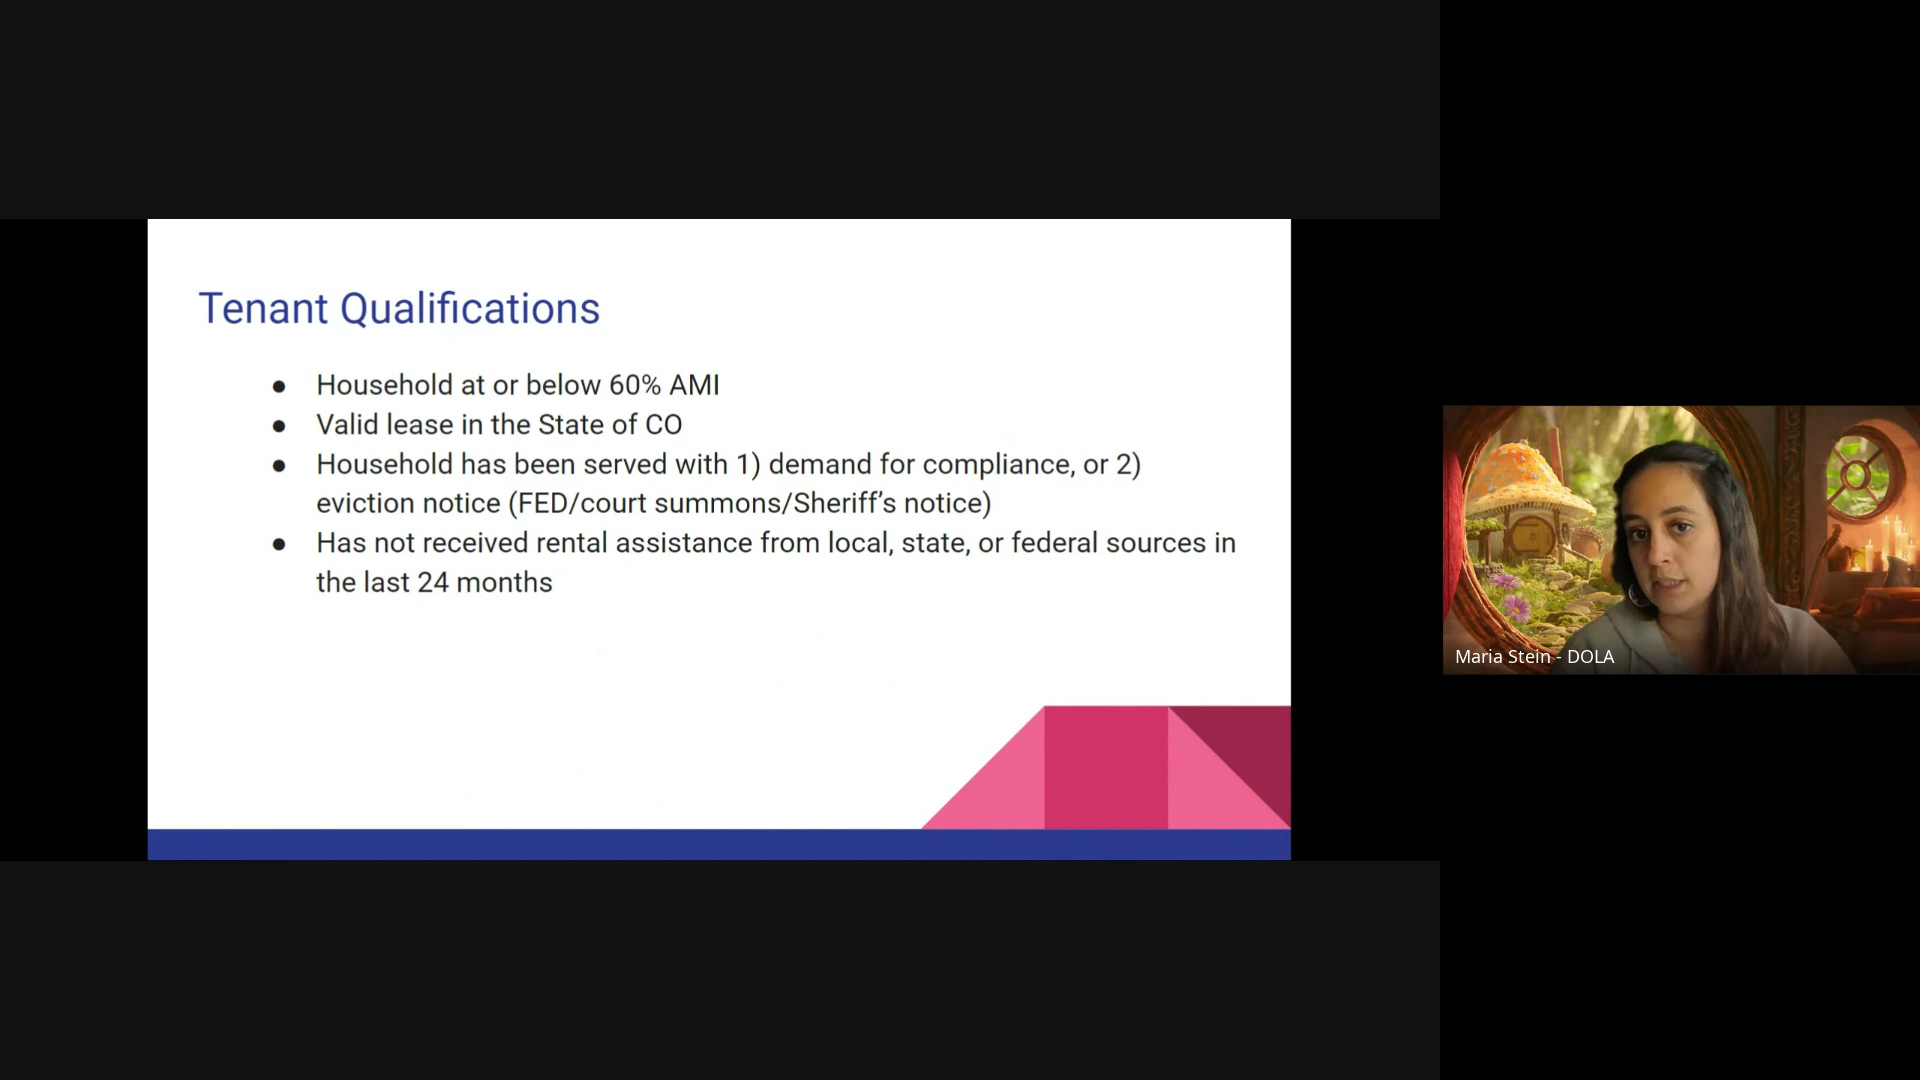 Tenant Qualifications
● Household at or below 60% AMI
● Valid lease in the State of CO
● Household has been served with 1) demand for compliance, or 2)
eviction notice (FED/court summons/Sheriff’s notice)
● Has not received rental assistance from local, state, or federal sources in
the last 24 months
Maria Stein - DOLA